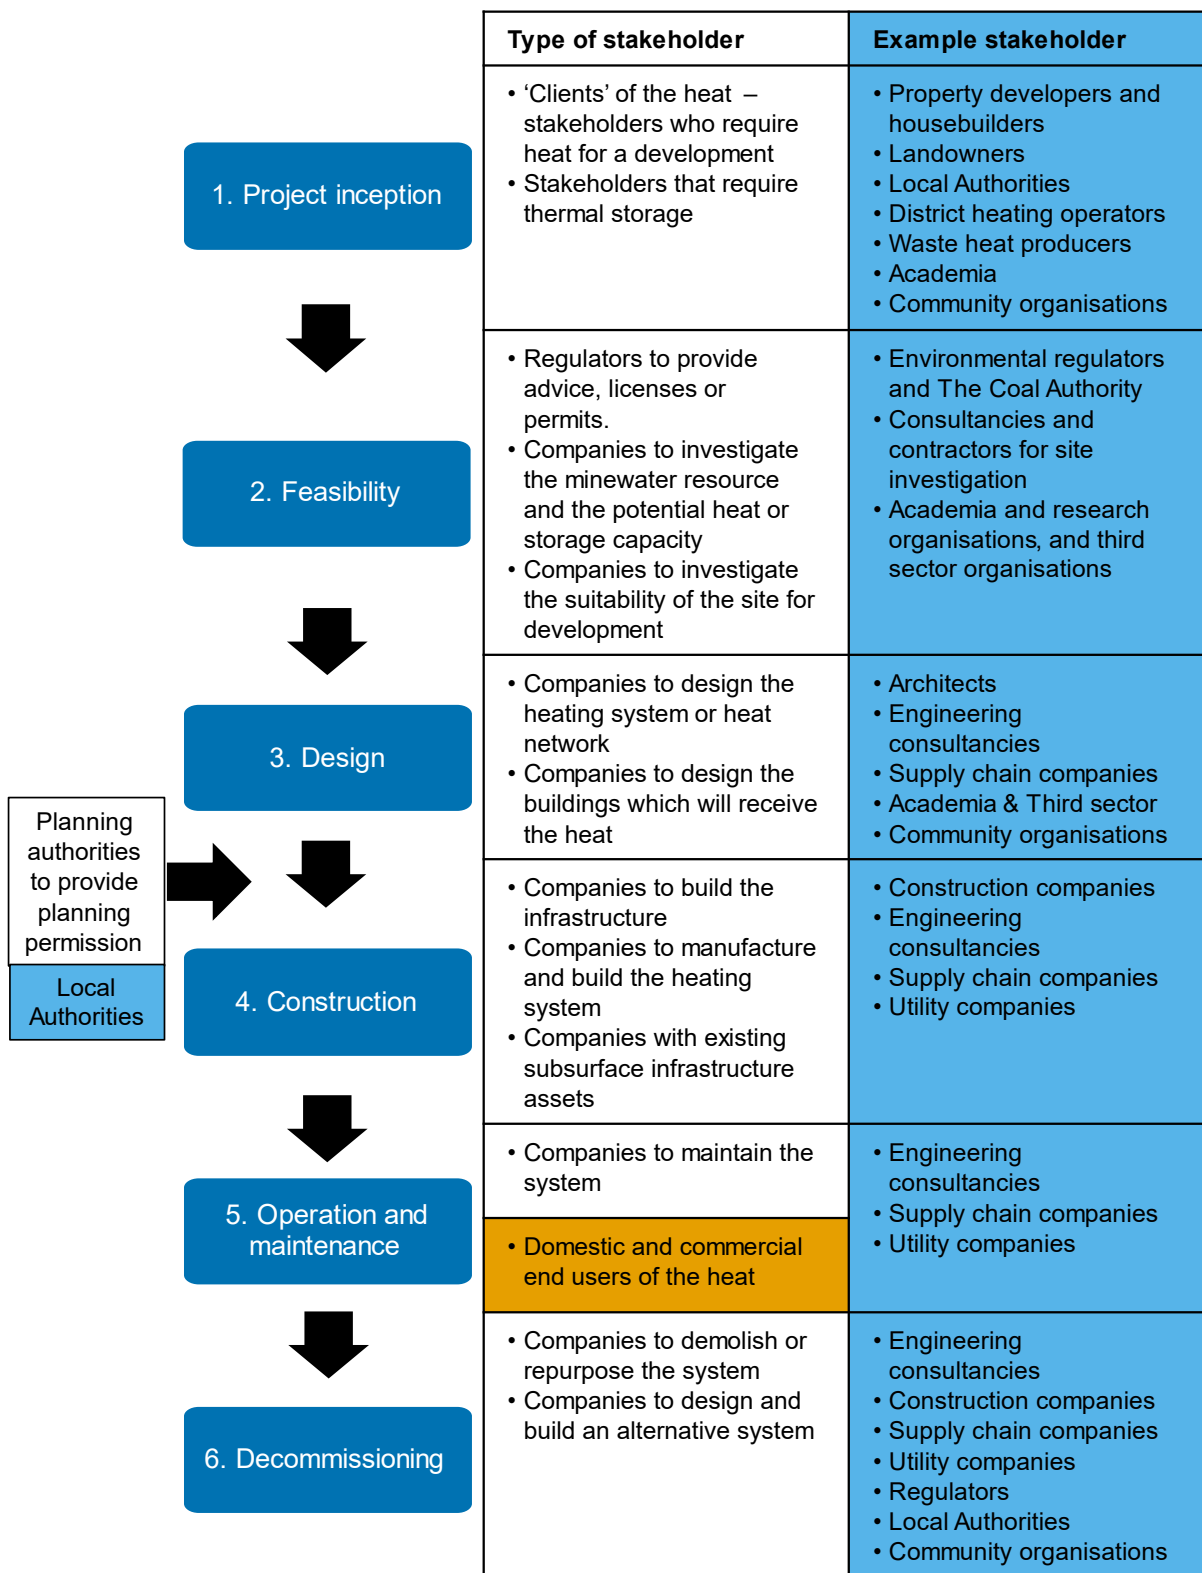 Type of stakeholder
Example stakeholder
1. Project inception
• ‘Clients’ of the heat –
stakeholders who require
heat for a development
• Stakeholders that require
thermal storage
• Property developers and
housebuilders
• Landowners
• Local Authorities
• District heating operators
• Waste heat producers
• Academia
• Community organisations
2. Feasibility
• Regulators to provide
advice, licenses or
permits.
• Companies to investigate
the minewater resource
and the potential heat or
storage capacity
• Companies to investigate
the suitability of the site for
development
• Environmental regulators
and The Coal Authority
• Consultancies and
contractors for site
investigation
• Academia and research
organisations, and third
sector organisations
3. Design
• Companies to design the
heating system or heat
network
• Companies to design the
buildings which will receive
the heat
• Architects
• Engineering
consultancies
• Supply chain companies
• Academia & Third sector
• Community organisations
Planning
authorities
to provide
planning
permission
Local
Authorities
4. Construction
• Companies to build the
infrastructure
• Companies to manufacture
and build the heating
system
• Companies with existing
subsurface infrastructure
assets
• Construction companies
• Engineering
consultancies
• Supply chain companies
• Utility companies
5. Operation and
maintenance
• Companies to maintain the
system
• Domestic and commercial
end users of the heat
• Engineering
consultancies
• Supply chain companies
• Utility companies
6. Decommissioning
• Companies to demolish or
repurpose the system
• Companies to design and
build an alternative system
• Engineering
consultancies
• Construction companies
• Supply chain companies
• Utility companies
• Regulators
• Local Authorities
• Community organisations